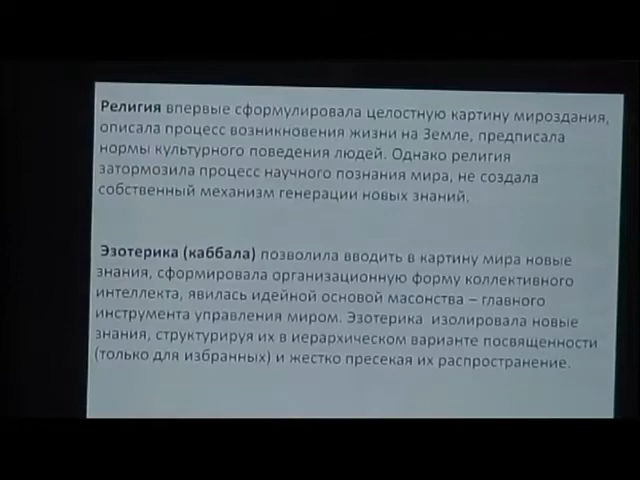 Религия впервые сформулировала целостную картину мироздания,
описала процесс возникновения жизни на Земле, предписала
нормы культурного поведения людей. Однако религия
затормозила процесс научного познания мира, не создала
собственный механизм генерации новых знаний.
Эзотерика (каббала) позволила вводить в картину мира новые
знания, сформировала организационную форму коллективного
интеллекта, явилась идейной основой масонства – главного
инструмента управления миром. Эзотерика изолировала новые
знания, структурируя их в иерархическом варианте посвященности
(только для избранных) и жестко пресекая их распространение.